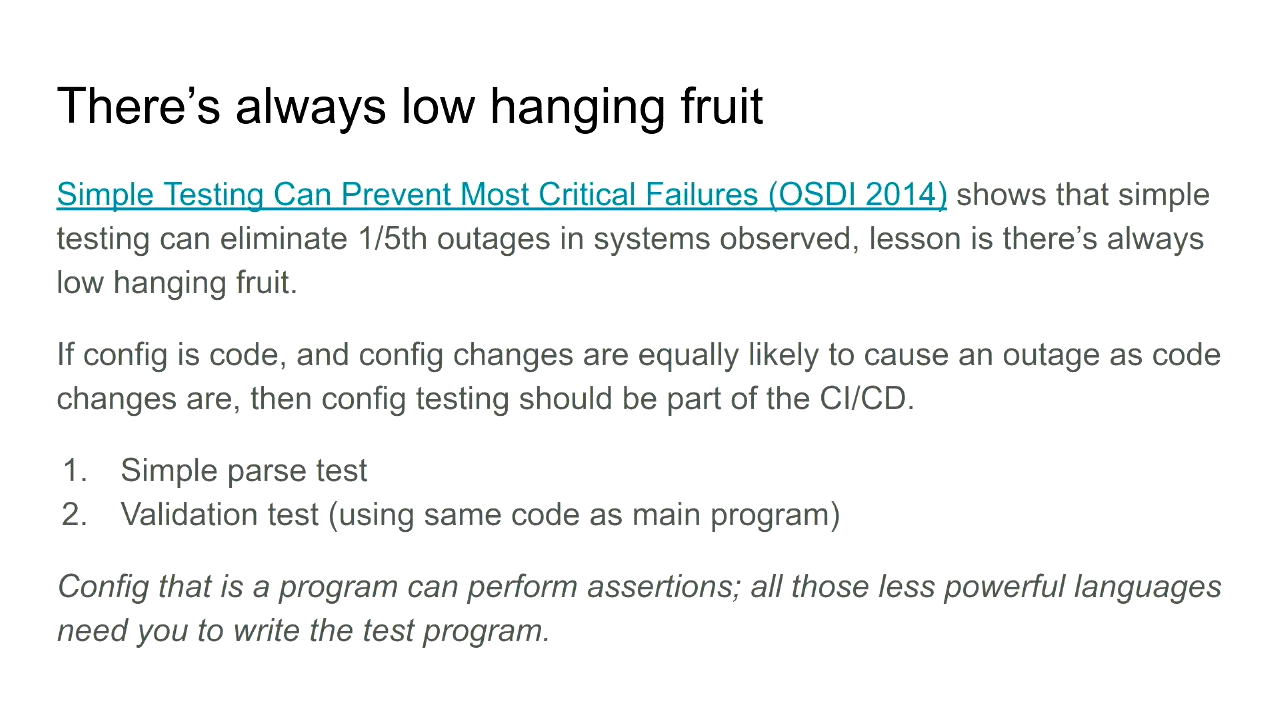 There’s always low hanging fruit
Simple Testing Can Prevent Most Critical Failures (OSDI 2014) shows that simple
testing can eliminate 1/5th outages in systems observed, lesson is there’s always
low hanging fruit.
If config is code, and config changes are equally likely to cause an outage as code
changes are, then config testing should be part of the CI/CD.
1. Simple parse test
2. Validation test (using same code as main program)
Config that is a program can perform assertions; all those less powerful languages
need you to write the test program.